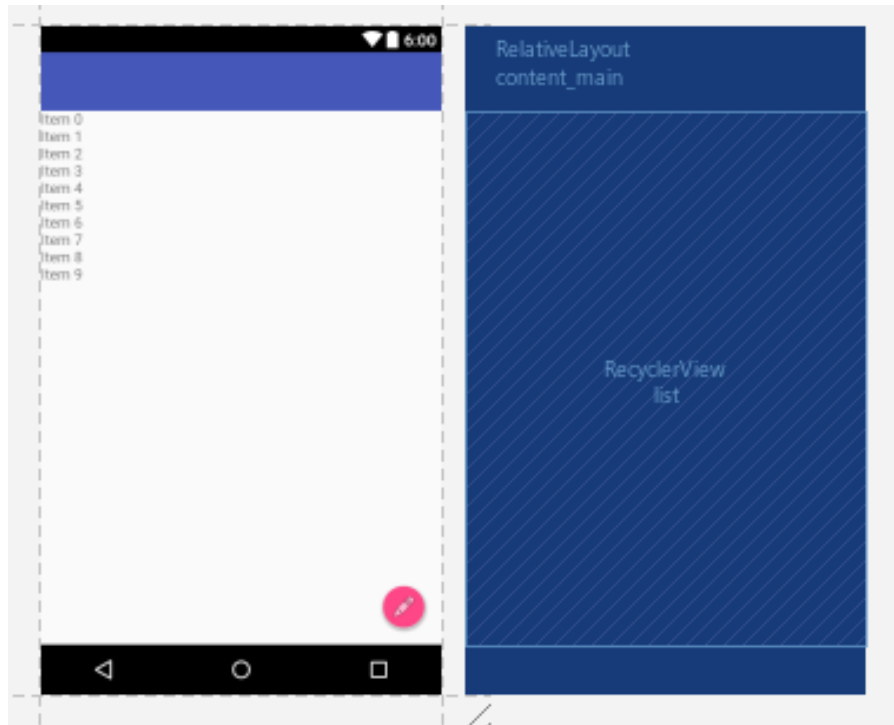 6:00
Item 0
Item 1
Item 2
Item 3
Item 4
Item 5
Item 6
Item 7
Item 8
Item 9
RelativeLayout
content_main
RecyclerView
list